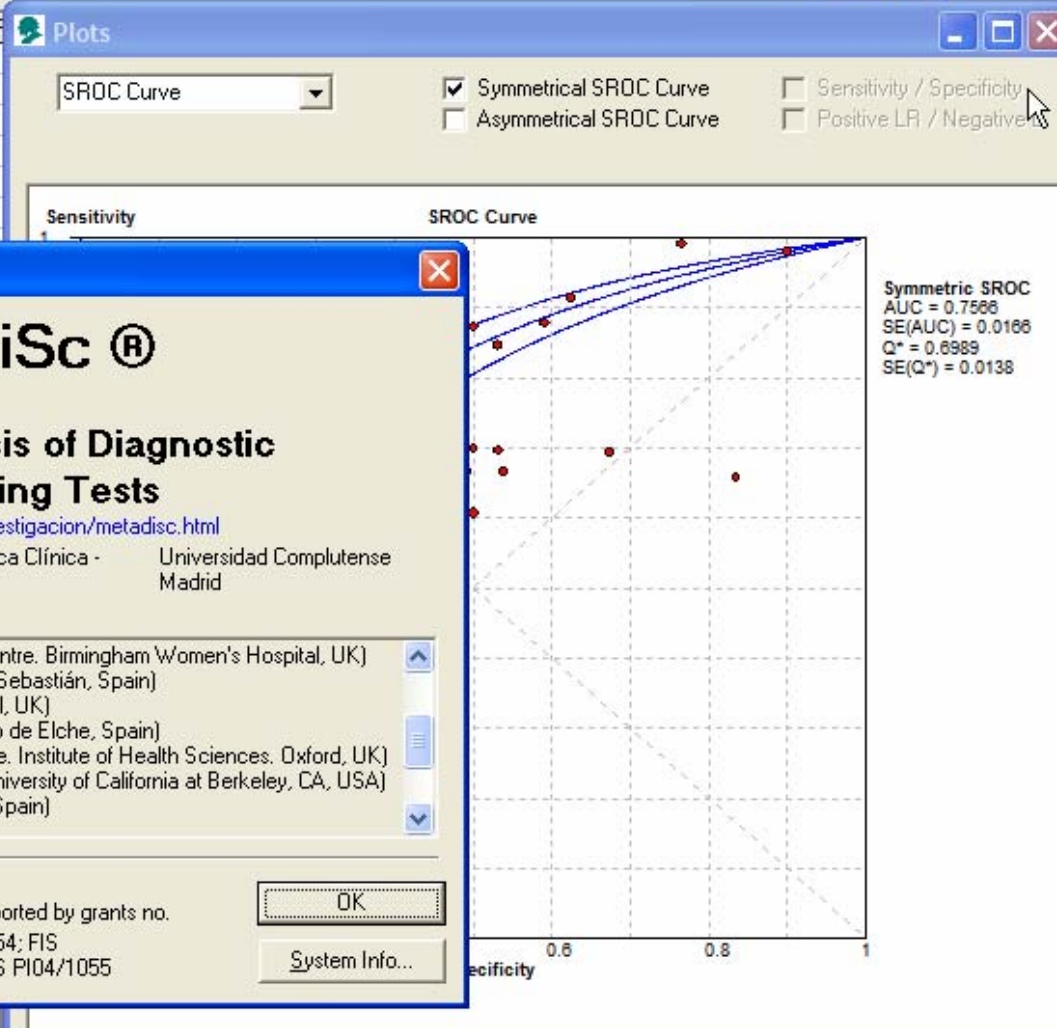 Plots
SRDC Curve
Symmetrical SROC Curve
Asymmetrical SROC Curve
Sensitivity / Specificity
Positive LR / Negative
Sensitivity
SROC Curve
1
Symmetric SROC
AUC = 0.7566
SE(AUC) = 0.0166
Q* = 0.6989
SE(Q*) = 0.0138
iSc ®
is of Diagnostic
ing Tests
estigacion/metadisc.html
ca Clínica - Universidad Complutense
Madrid
ntre. Birmingham Women's Hospital, UK)
Sebastián, Spain)
l, UK)
o de Elche, Spain)
e. Institute of Health Sciences. Oxford, UK)
niversity of California at Berkeley, CA, USA)
Spain)
orted by grants no.
54; FIS
S PI04/1055
OK
System Info...
0.6
0.8
1
ecificity